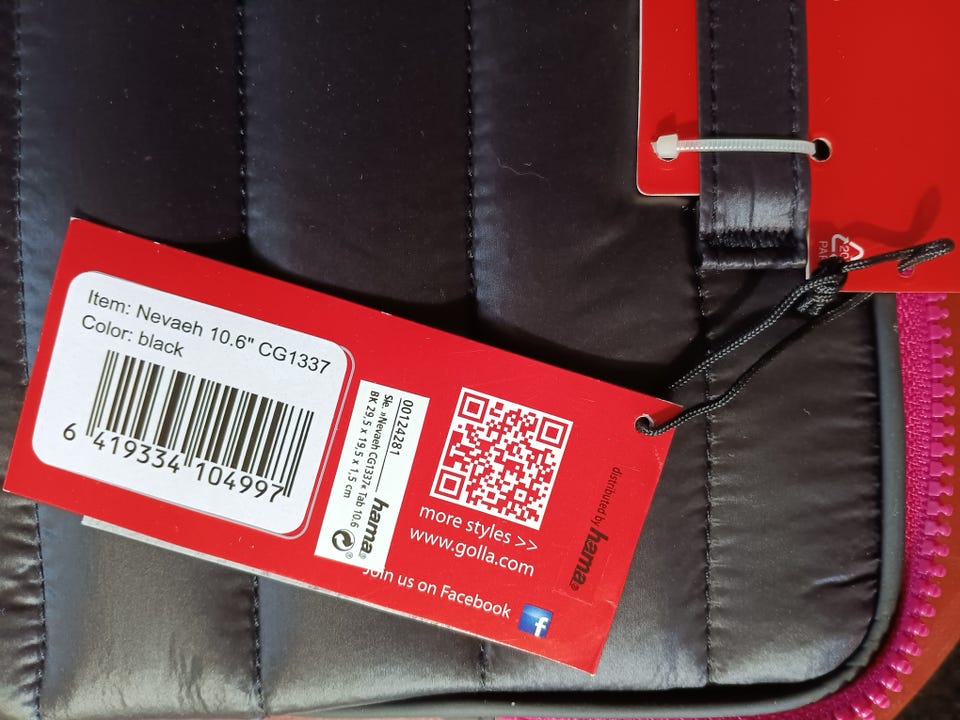 Item: Nevaeh 10.6" CG1337
Color: black
6 419334 104997
00124281
Sle. »Nevaeh CG1337« Tab 10.6
BK 29,5 x 19,5 x 1,5 cm
hama®
more styles >>
www.golla.com
Join us on Facebook
f
distributed by hama®
20
PAP